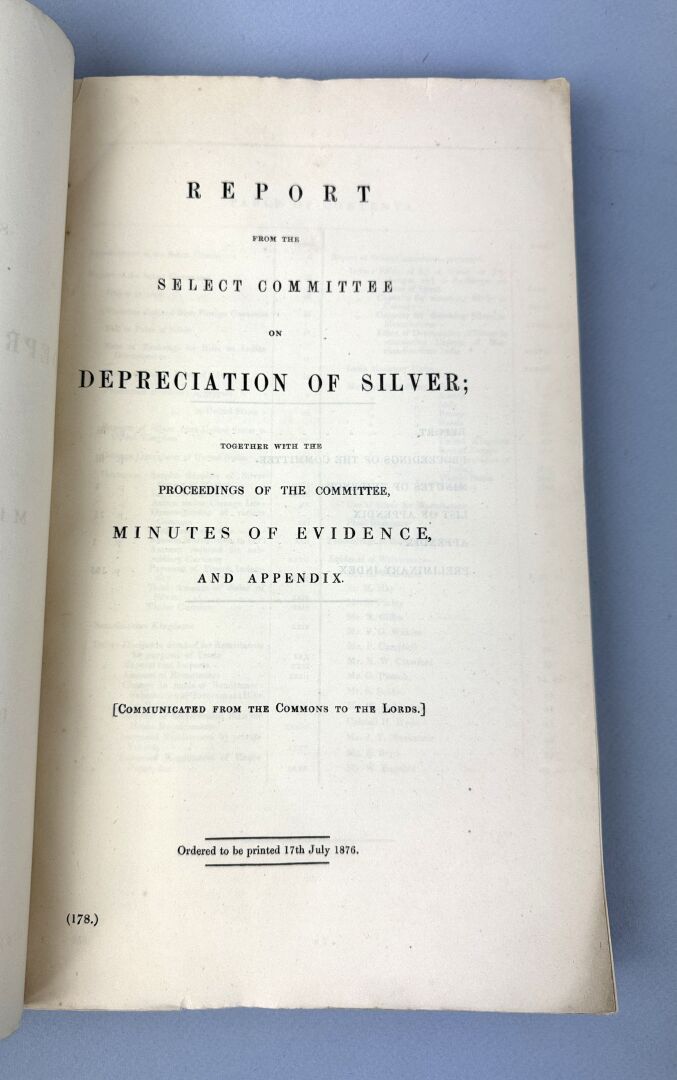 REPORT
FROM THE
SELECT COMMITTEE
ON
DEPRECIATION OF SILVER;
TOGETHER WITH THE
PROCEEDINGS OF THE COMMITTEE,
MINUTES OF EVIDENCE,
AND APPENDIX.
[COMMUNICATED FROM THE COMMONS TO THE LORDS.]
Ordered to be printed 17th July 1876.
(178.)